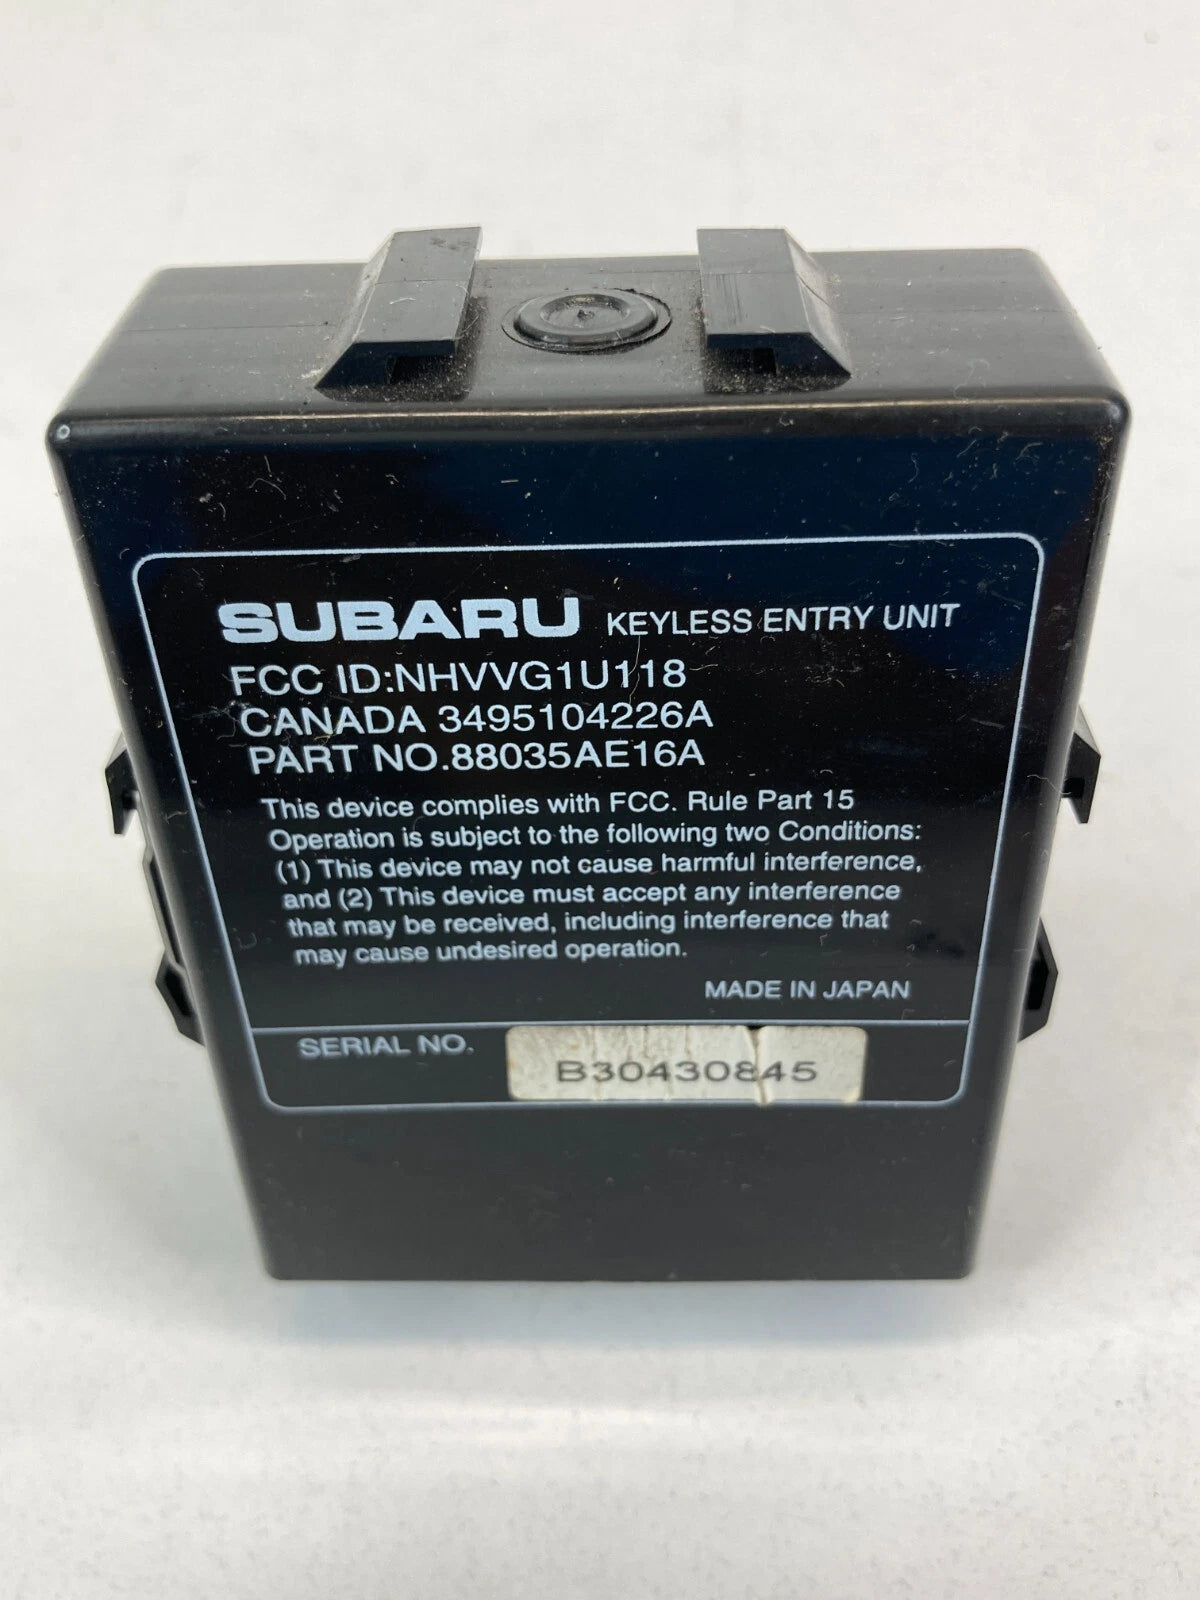 SUBARU KEYLESS ENTRY UNIT
FCC ID:NHVVG1U118
CANADA 3495104226A
PART NO.88035AE16A
This device complies with FCC. Rule Part 15
Operation is subject to the following two Conditions:
(1) This device may not cause harmful interference,
and (2) This device must accept any interference
that may be received, including interference that
may cause undesired operation.
MADE IN JAPAN
SERIAL NO. B30430845